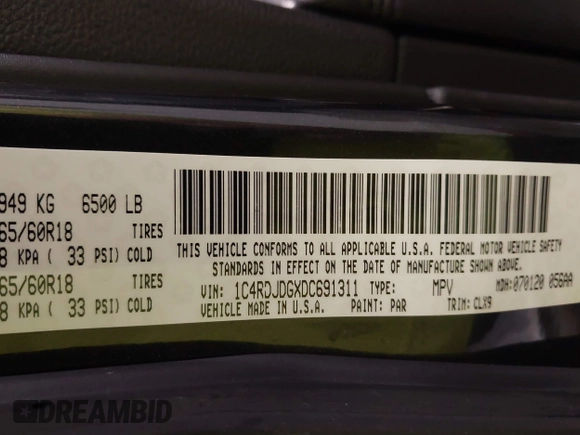 949 KG 6500 LB
65/60R18 TIRES
8 KPA ( 33 PSI) COLD
65/60R18 TIRES
8 KPA ( 33 PSI) COLD
THIS VEHICLE CONFORMS TO ALL APPLICABLE U.S.A. FEDERAL MOTOR VEHICLE SAFETY
STANDARDS IN EFFECT ON THE DATE OF MANUFACTURE SHOWN ABOVE.
VIN: 1C4RDJDGXDC691311 TYPE: MPV MDH: 070120 056AA
VEHICLE MADE IN U.S.A. PAINT: PAR TRIM: CLX9
DREAMBID